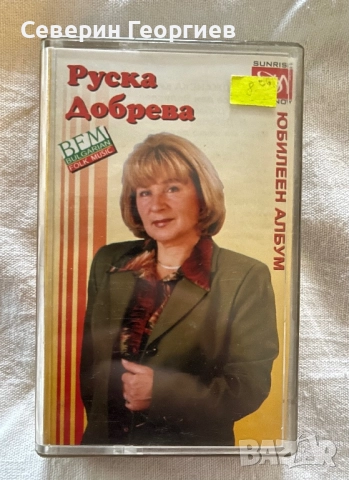 Северин Георгиев
Руска
Добрева
BFM
BULGARIAN
FOLK MUSIC
SUNRISE
ЮБИЛЕЕН АЛБУМ
BAZAR